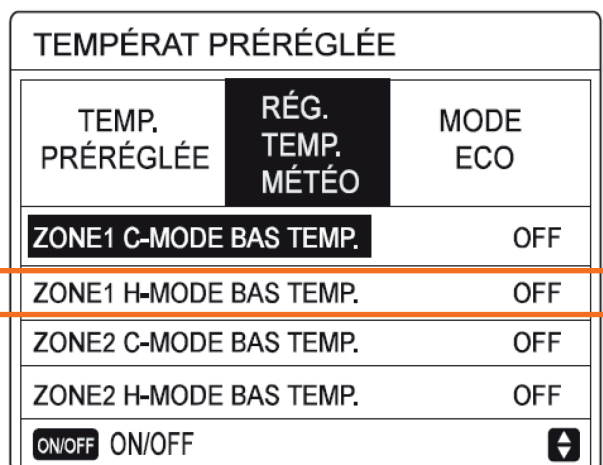 TEMPÉRAT PRÉRÉGLÉE
TEMP.
PRÉRÉGLÉE
RÉG.
TEMP.
MÉTÉO
MODE
ECO
ZONE1 C-MODE BAS TEMP. OFF
ZONE1 H-MODE BAS TEMP. OFF
ZONE2 C-MODE BAS TEMP. OFF
ZONE2 H-MODE BAS TEMP. OFF
ON/OFF ON/OFF